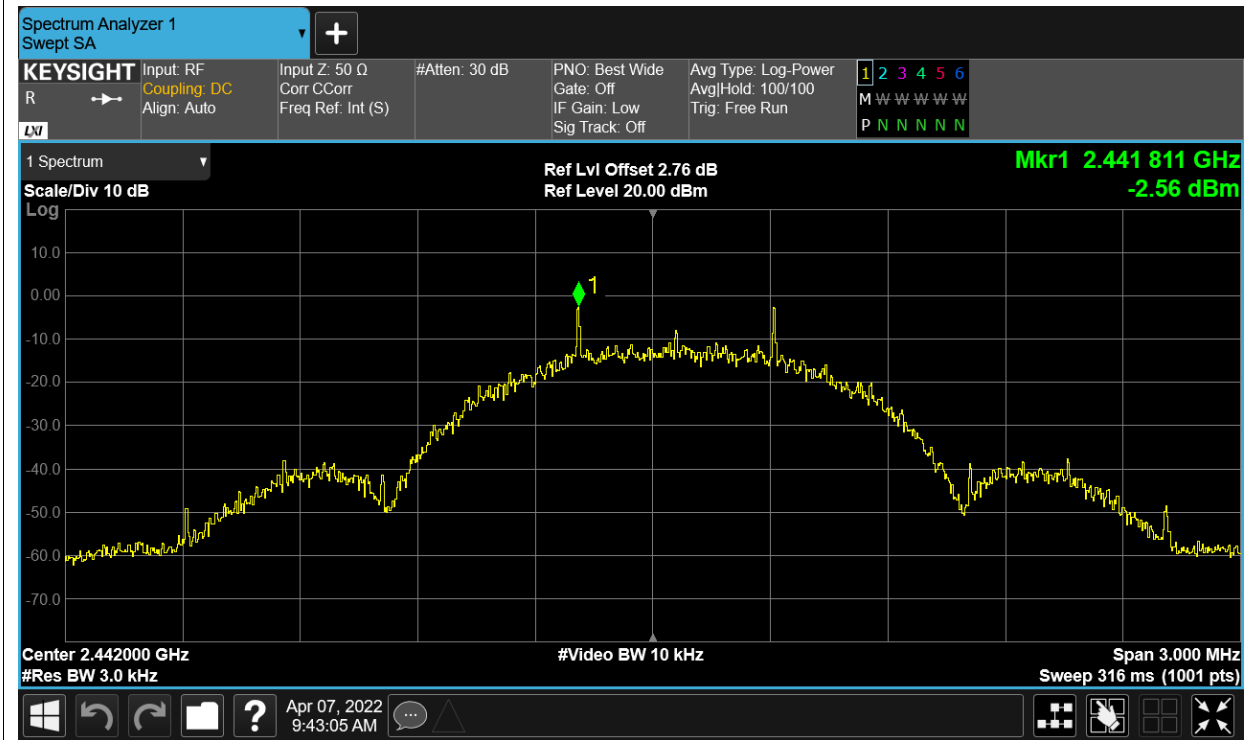 Spectrum Analyzer 1
Swept SA
+
KEYSIGHT
R
LXI
Input: RF
Coupling: DC
Align: Auto
Input Z: 50 Ω
Corr CCorr
Freq Ref: Int (S)
#Atten: 30 dB
PNO: Best Wide
Gate: Off
IF Gain: Low
Sig Track: Off
Avg Type: Log-Power
Avg|Hold: 100/100
Trig: Free Run
1 2 3 4 5 6
M W W W W W
P N N N N N
1 Spectrum
Scale/Div 10 dB
Log
Ref Lvl Offset 2.76 dB
Ref Level 20.00 dBm
Mkr1 2.441 811 GHz
-2.56 dBm
10.0
0.00
-10.0
-20.0
-30.0
-40.0
-50.0
-60.0
-70.0
1
Center 2.442000 GHz
#Res BW 3.0 kHz
#Video BW 10 kHz
Span 3.000 MHz
Sweep 316 ms (1001 pts)
?
Apr 07, 2022
9:43:05 AM